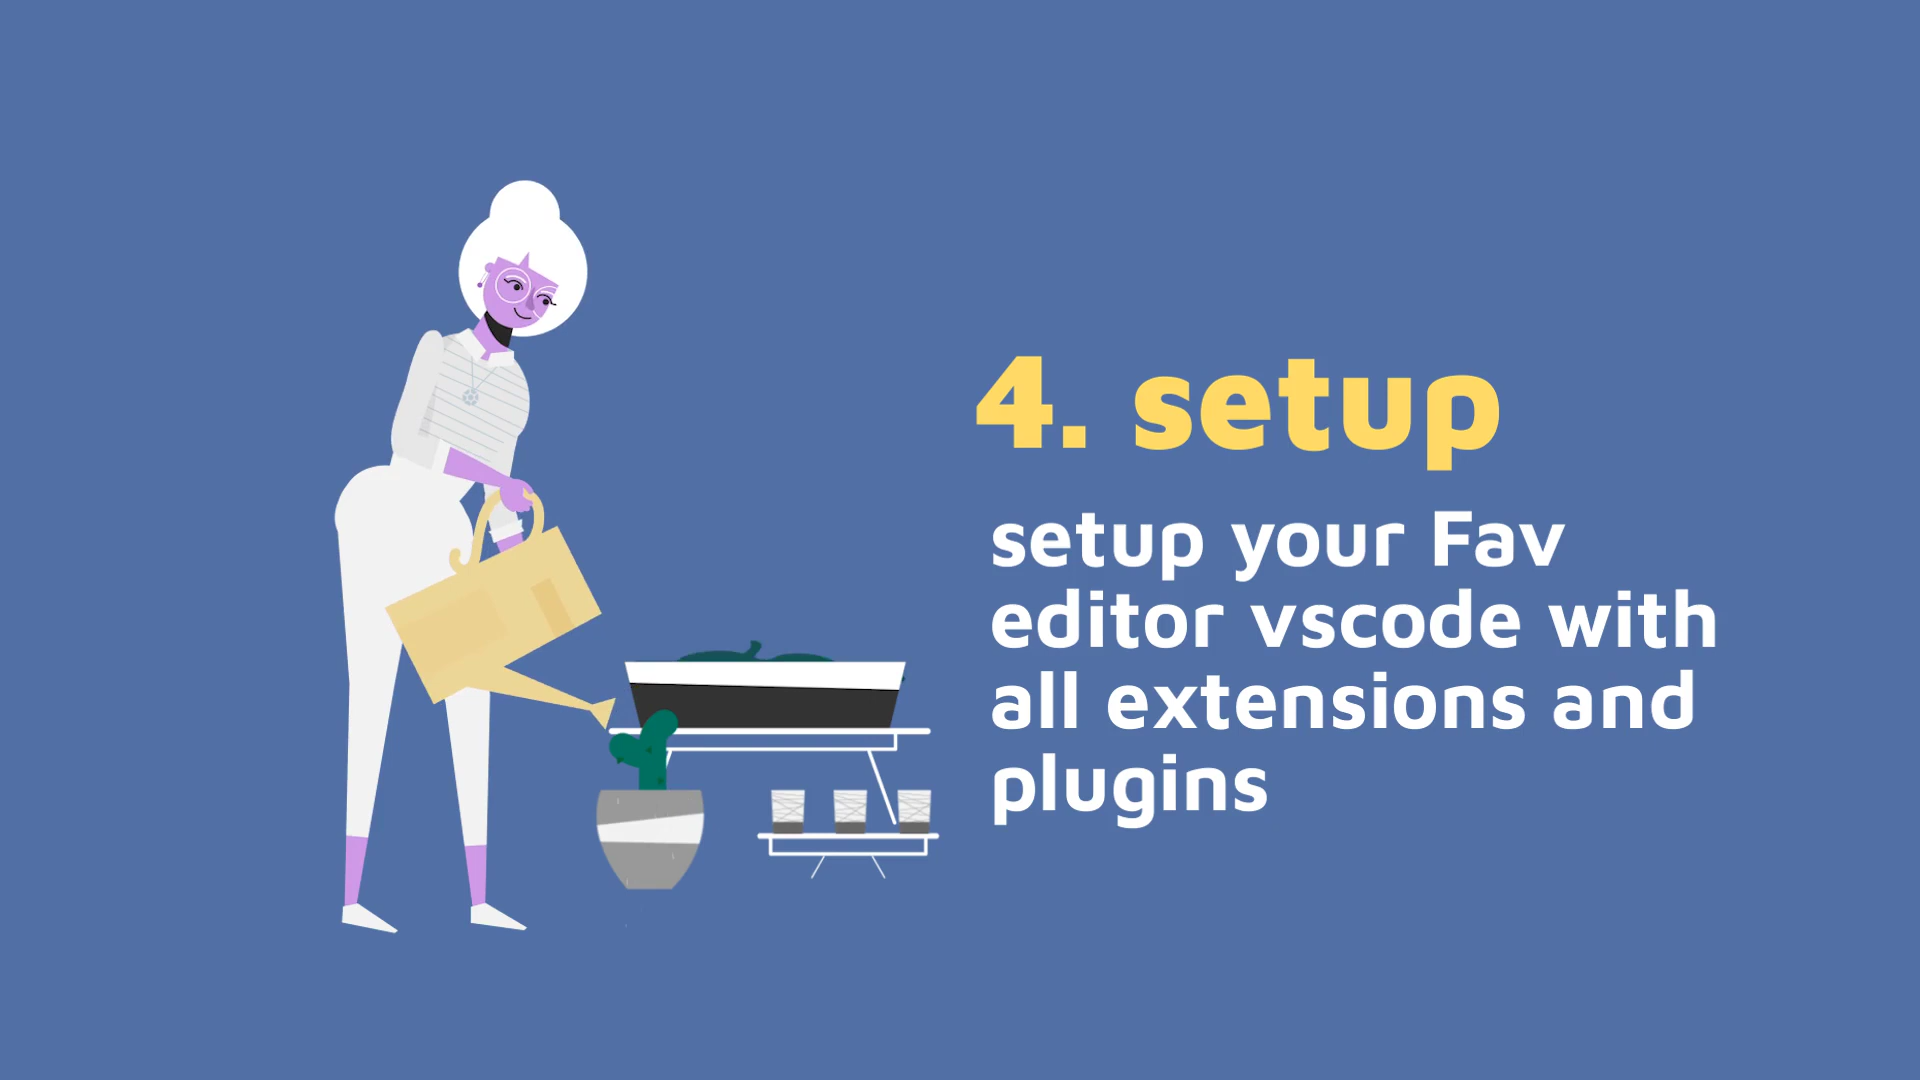 4. setup
setup your Fav
editor vscode with
all extensions and
plugins